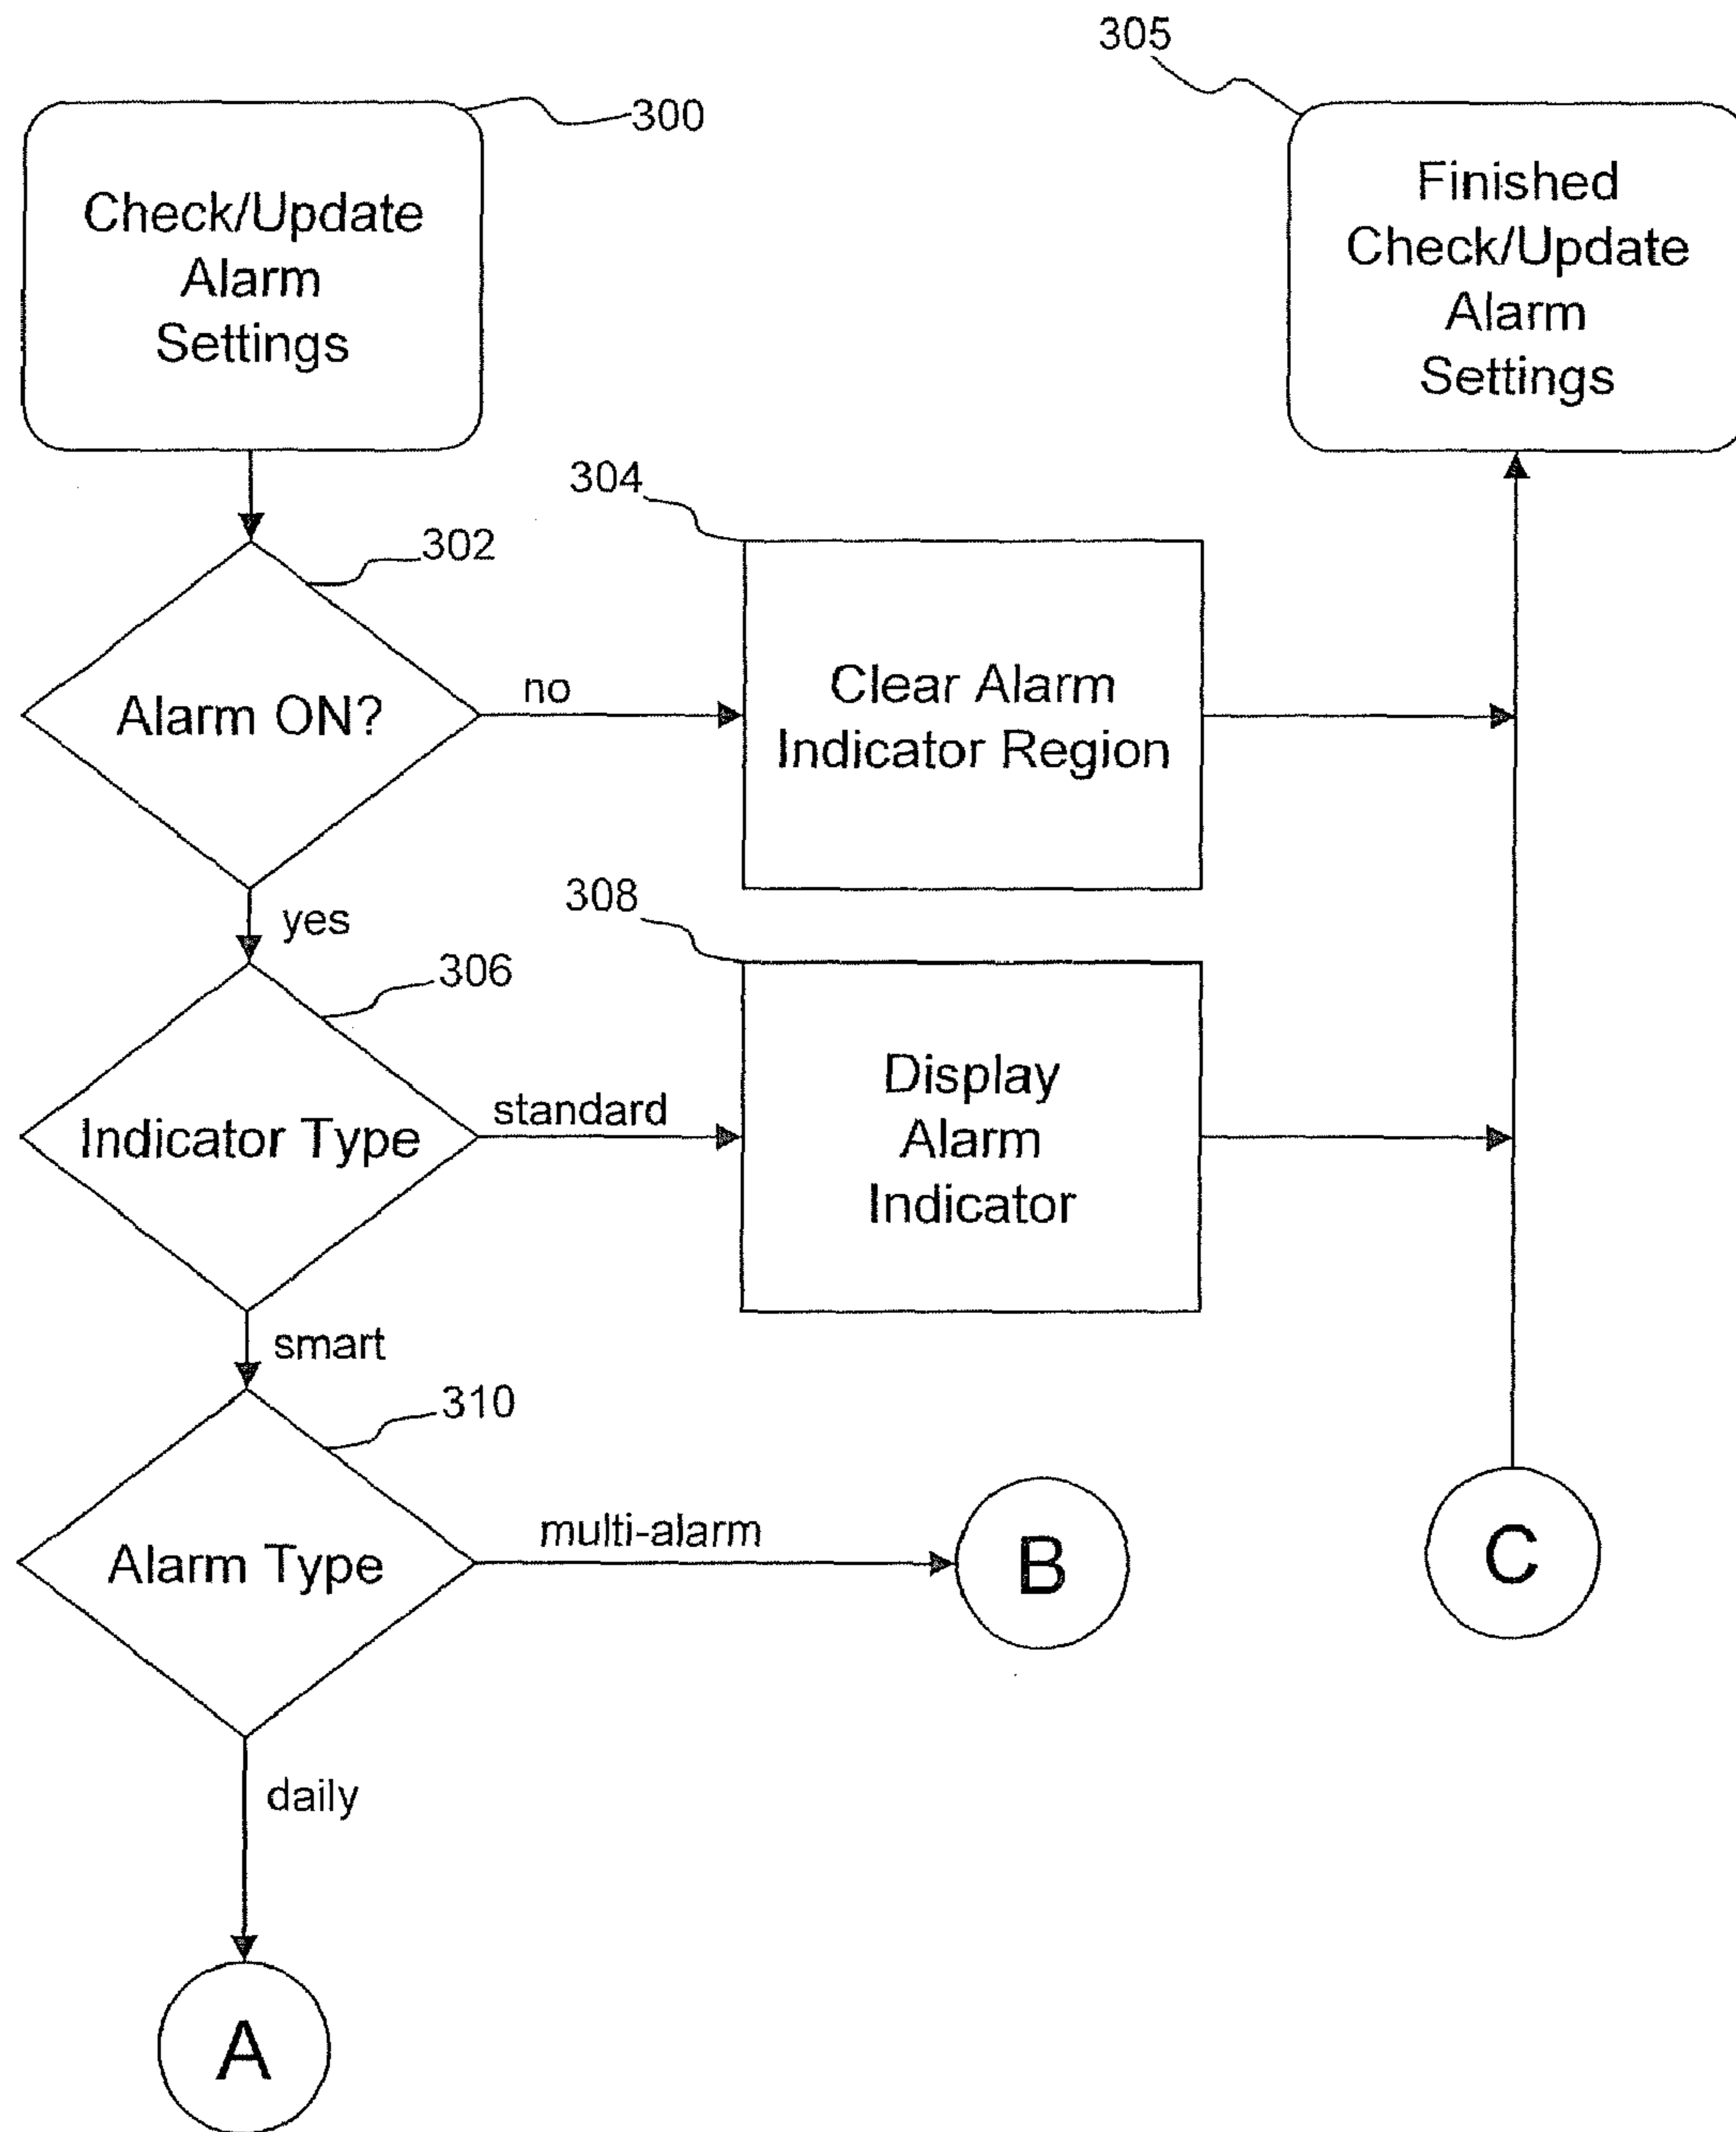 305
300
Check/Update
Alarm
Settings
Finished
Check/Update
Alarm
Settings
304
302
Alarm ON?
no
Clear Alarm
Indicator Region
yes
308
306
Indicator Type
standard
Display
Alarm
Indicator
smart
310
Alarm Type
multi-alarm
B
C
daily
A